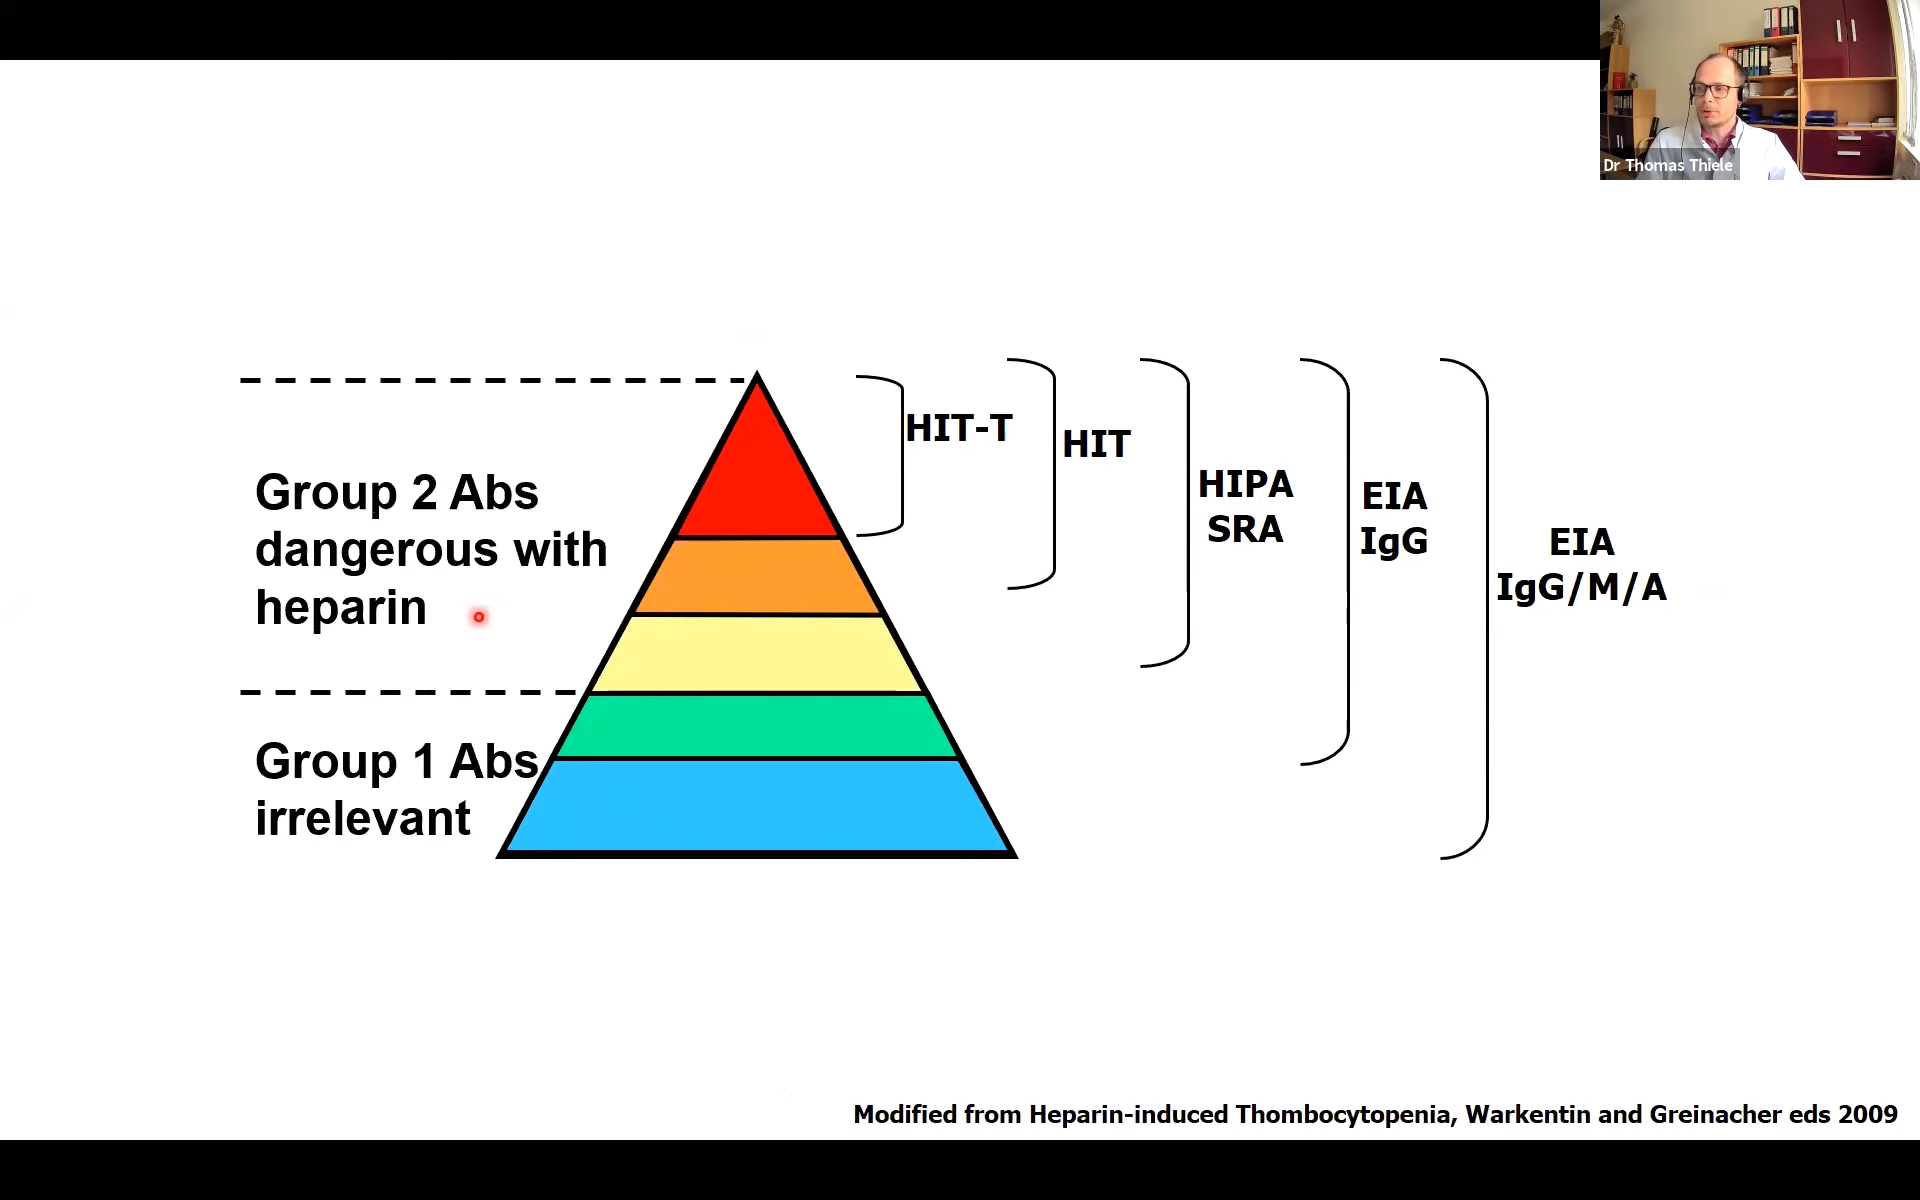 Dr Thomas Thiele
Group 2 Abs
dangerous with
heparin
Group 1 Abs
irrelevant
HIT-T
HIT
HIPA
SRA
EIA
IgG
EIA
IgG/M/A
Modified from Heparin-induced Thombocytopenia, Warkentin and Greinacher eds 2009